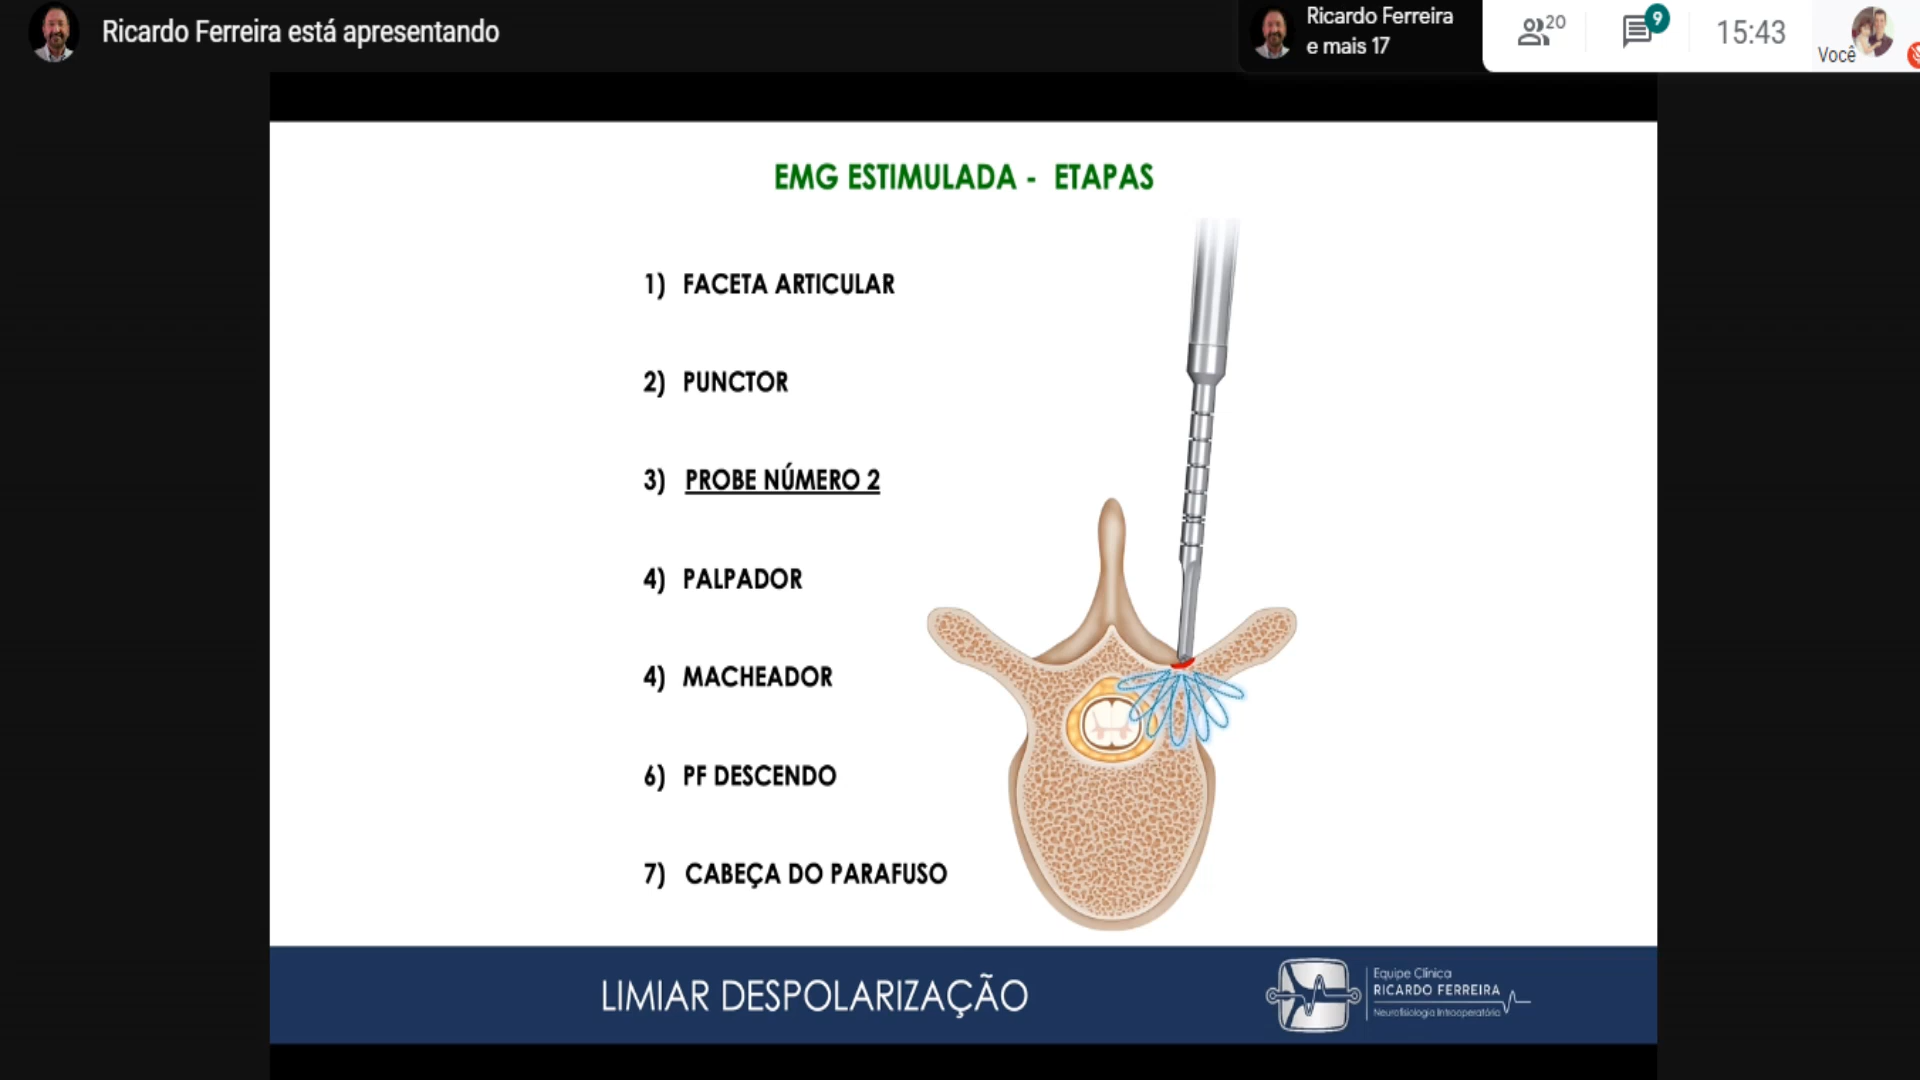 Ricardo Ferreira está apresentando
Ricardo Ferreira
e mais 17
20
9
15:43
Você
EMG ESTIMULADA - ETAPAS
1) FACETA ARTICULAR
2) PUNCTOR
3) PROBE NÚMERO 2
4) PALPADOR
4) MACHEADOR
6) PF DESCENDO
7) CABEÇA DO PARAFUSO
LIMIAR DESPOLARIZAÇÃO
Equipe Clínica
RICARDO FERREIRA
Neurofisiologia Intraoperatória